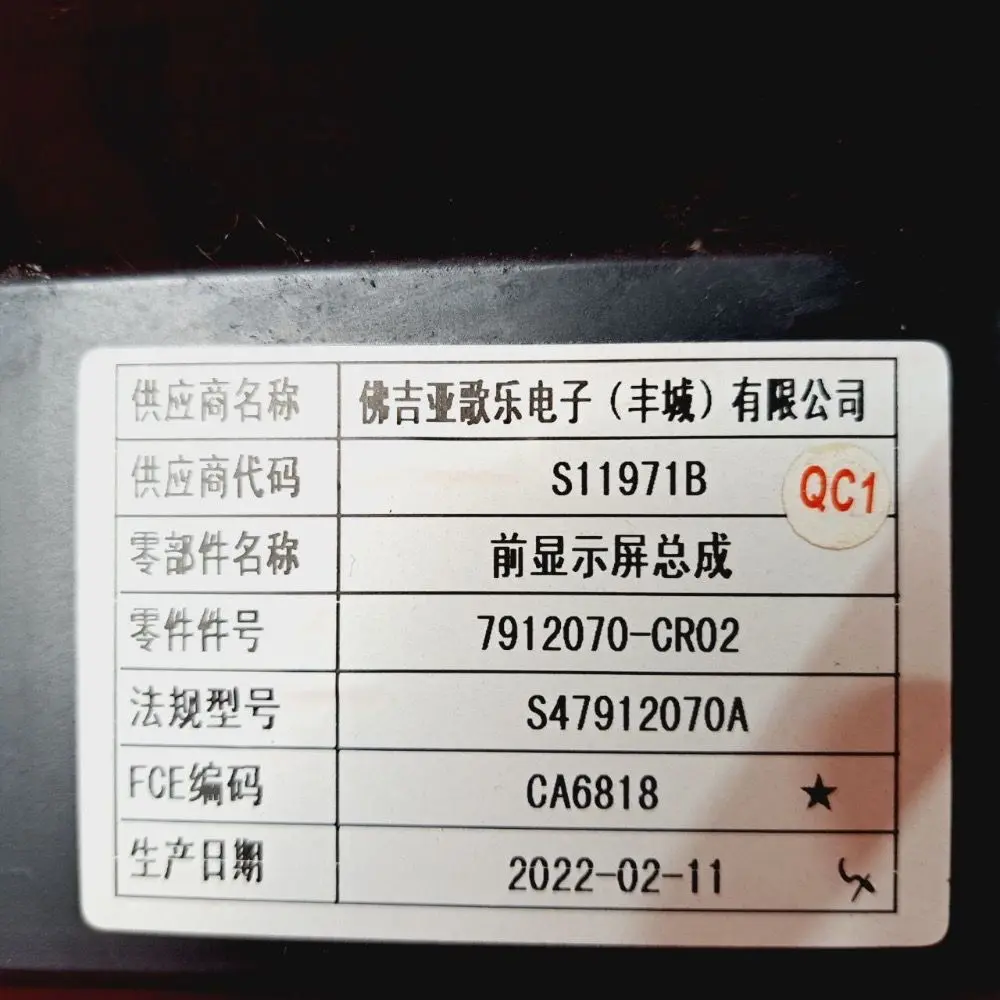 供应商名称 佛吉亚歌乐电子（丰城）有限公司
供应商代码 S11971B
QC1
零部件名称 前显示屏总成
零件件号 7912070-CR02
法规型号 S47912070A
FCE编码 CA6818 ★
生产日期 2022-02-11